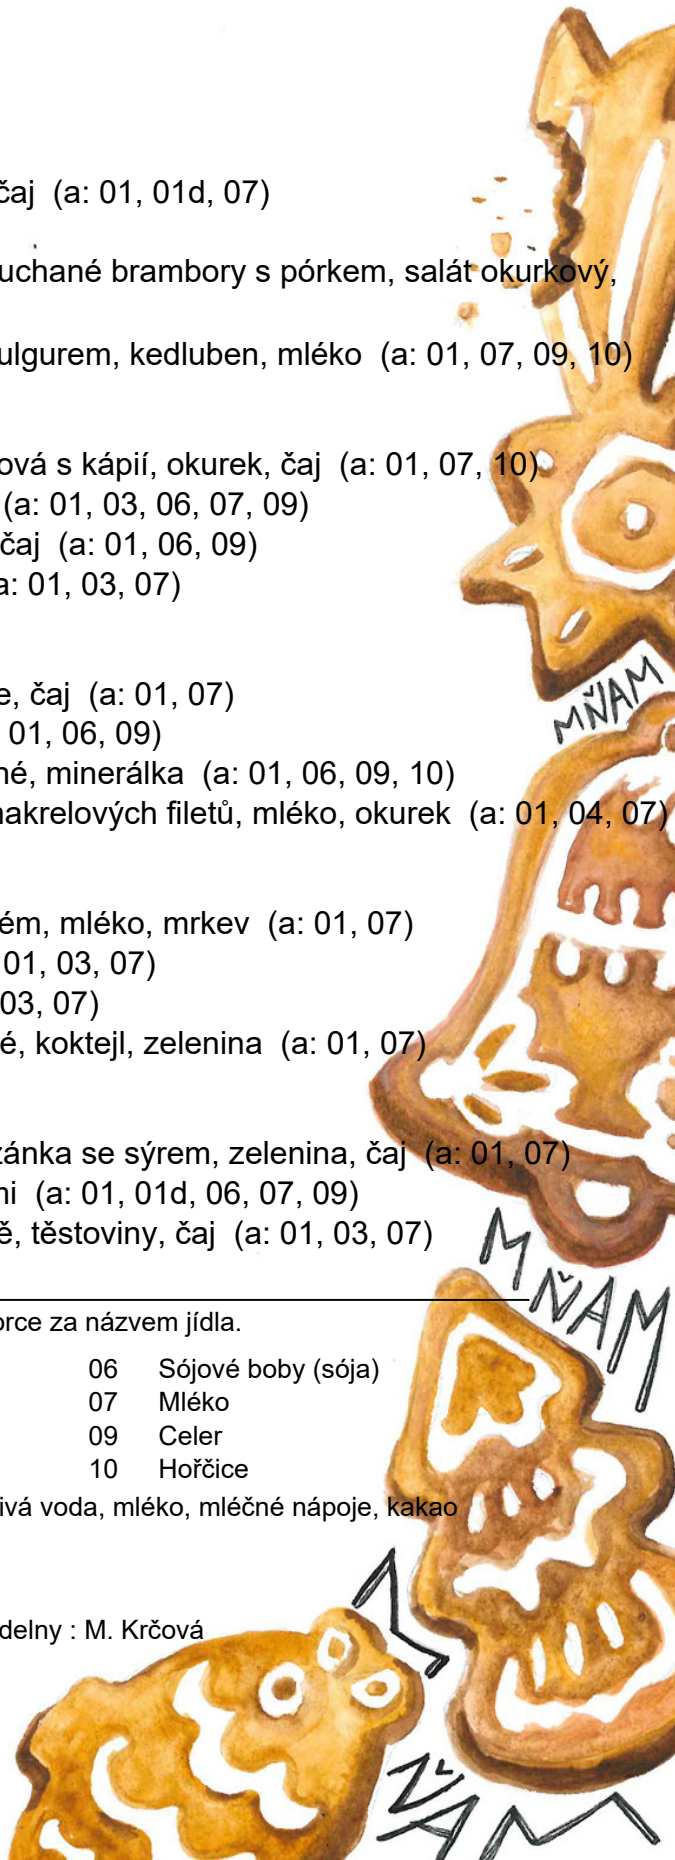 čaj (a: 01, 01d, 07)
uchané brambory s pórkem, salát okurkový,
ulgurem, kedluben, mléko (a: 01, 07, 09, 10)
ová s kápií, okurek, čaj (a: 01, 07, 10)
(a: 01, 03, 06, 07, 09)
čaj (a: 01, 06, 09)
a: 01, 03, 07)
e, čaj (a: 01, 07)
01, 06, 09)
né, minerálka (a: 01, 06, 09, 10)
nakrelových filetů, mléko, okurek (a: 01, 04, 07)
MŇAM
ém, mléko, mrkev (a: 01, 07)
01, 03, 07)
03, 07)
é, koktejl, zelenina (a: 01, 07)
zánka se sýrem, zelenina, čaj (a: 01, 07)
ni (a: 01, 01d, 06, 07, 09)
ě, těstoviny, čaj (a: 01, 03, 07)
MŇAM
orce za názvem jídla.
06 Sójové boby (sója)
07 Mléko
09 Celer
10 Hořčice
ivá voda, mléko, mléčné nápoje, kakao
delny : M. Krčová
MŇAM